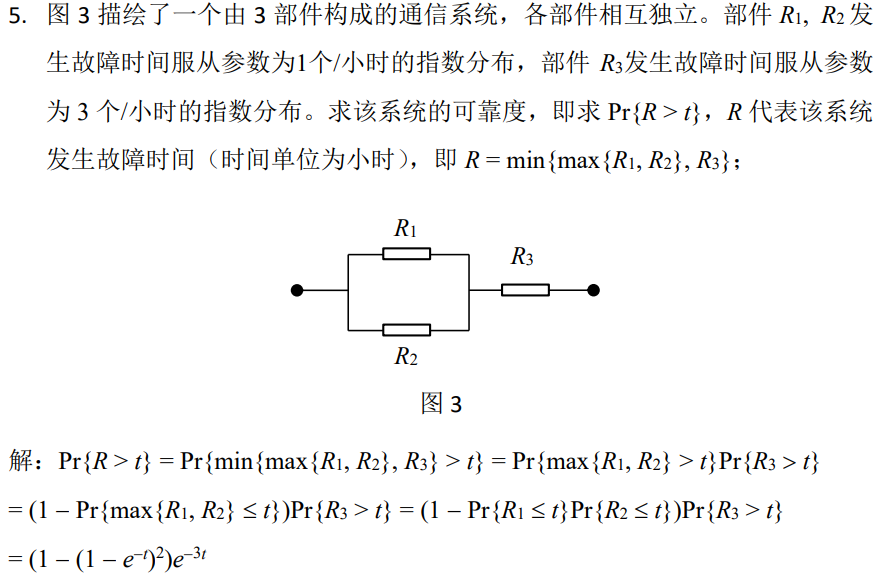 5. 图 3 描绘了一个由 3 部件构成的通信系统，各部件相互独立。部件 R₁, R₂ 发
生故障时间服从参数为1个/小时的指数分布，部件 R₃发生故障时间服从参数
为 3 个/小时的指数分布。求该系统的可靠度，即求 Pr{R > t}，R 代表该系统
发生故障时间（时间单位为小时），即 R = min{max{R₁, R₂}, R₃}；
R₁
R₃
R₂
图 3
解：Pr{R > t} = Pr{min{max{R₁, R₂}, R₃} > t} = Pr{max{R₁, R₂} > t}Pr{R₃ > t}
= (1 – Pr{max{R₁, R₂} ≤ t})Pr{R₃ > t} = (1 – Pr{R₁ ≤ t}Pr{R₂ ≤ t})Pr{R₃ > t}
= (1 – (1 – e⁻ᵗ)²)e⁻³ᵗ